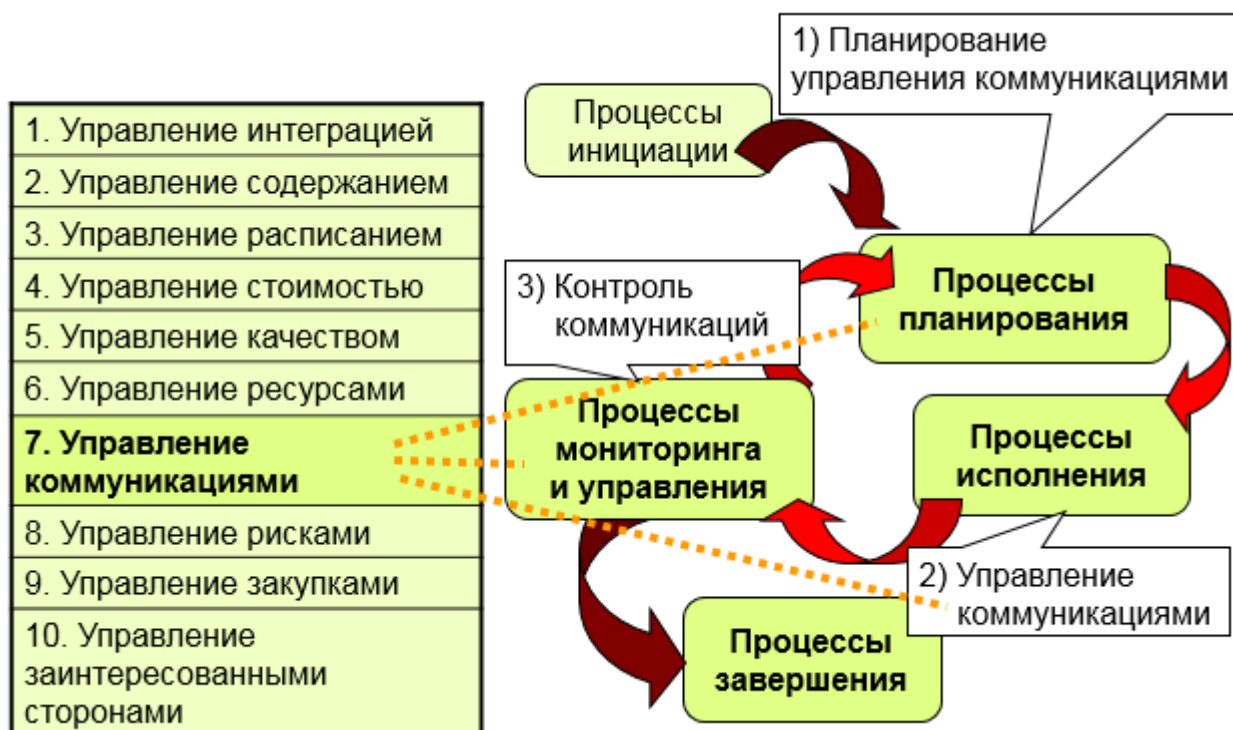 1. Управление интеграцией
2. Управление содержанием
3. Управление расписанием
4. Управление стоимостью
5. Управление качеством
6. Управление ресурсами
7. Управление
коммуникациями
8. Управление рисками
9. Управление закупками
10. Управление
заинтересованными
сторонами
1) Планирование
управления коммуникациями
Процессы
инициации
Процессы
планирования
3) Контроль
коммуникаций
Процессы
мониторинга
и управления
Процессы
исполнения
2) Управление
коммуникациями
Процессы
завершения